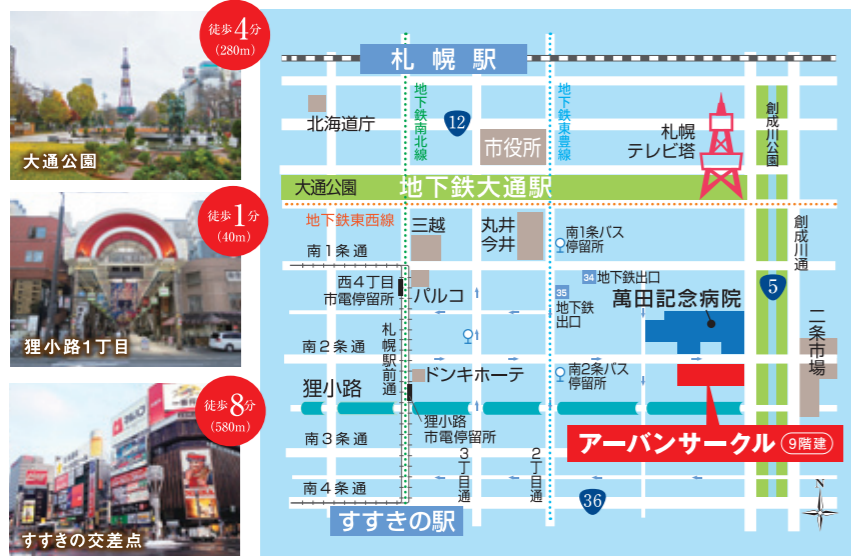 徒歩4分
(280m)
大通公園
徒歩1分
(40m)
狸小路1丁目
徒歩8分
(580m)
すすきの交差点
札幌駅
地下鉄南北線
12
地下鉄東豊線
北海道庁
市役所
札幌
テレビ塔
創成川公園
大通公園
地下鉄大通駅
地下鉄東西線
三越
丸井
今井
南1条バス
停留所
創成川通
南1条通
西4丁目
市電停留所
パルコ
34 地下鉄出口
35
地下鉄
出口
萬田記念病院
5
札幌駅前通
南2条通
二条市場
狸小路
ドンキホーテ
南2条バス
停留所
狸小路
市電停留所
アーバンサークル 9階建
南3条通
3丁目通
2丁目通
南4条通
36
すすきの駅
N